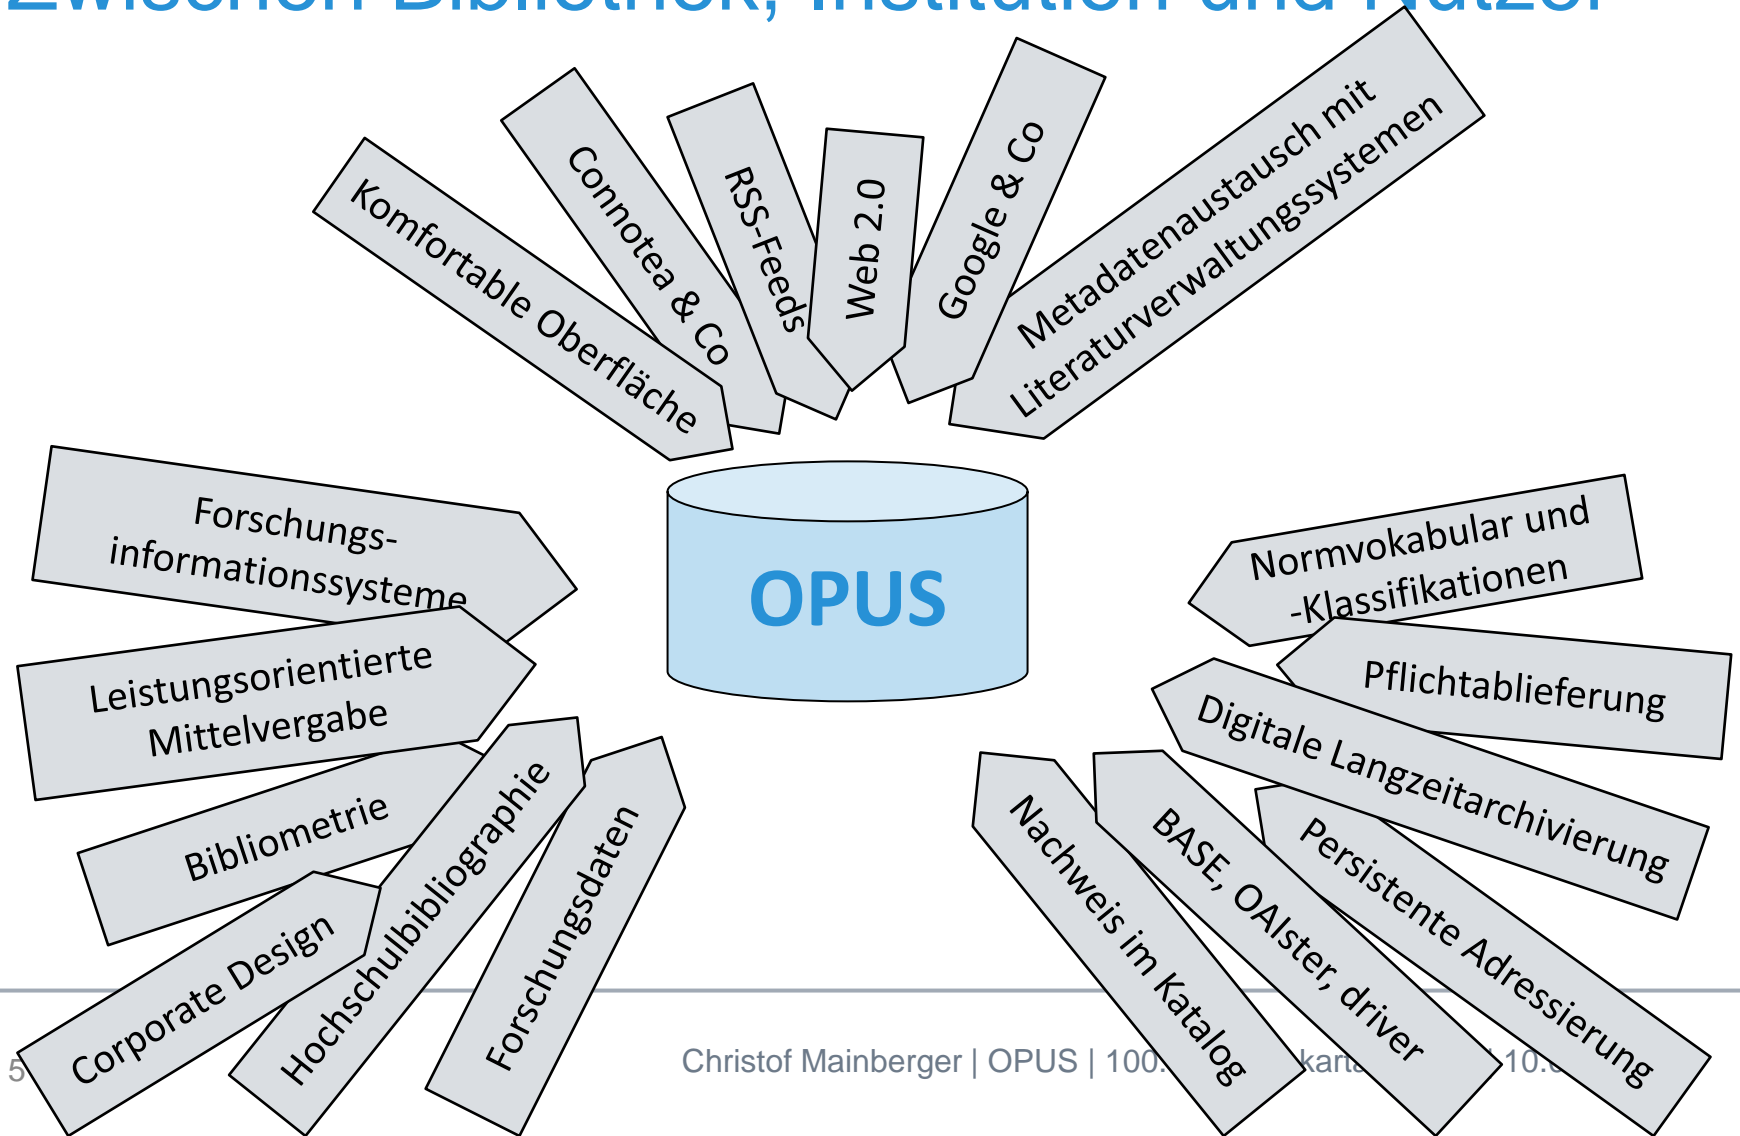 Zwischen Bibliothek, Institution und Nutzer
Komfortable Oberfläche
Connotea & Co
RSS-Feeds
Web 2.0
Google & Co
Metadatenaustausch mit
Literaturverwaltungssystemen
Forschungs-
informationssysteme
Leistungsorientierte
Mittelvergabe
Bibliometrie
Corporate Design
Hochschulbibliographie
Forschungsdaten
OPUS
Normvokabular und
-Klassifikationen
Pflichtablieferung
Digitale Langzeitarchivierung
Persistente Adressierung
BASE, OAIster, driver
Nachweis im Katalog
5
Christof Mainberger | OPUS | 100.